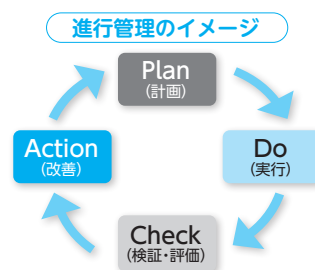 進行管理のイメージ
Plan
(計画)
Do
(実行)
Check
(検証・評価)
Action
(改善)